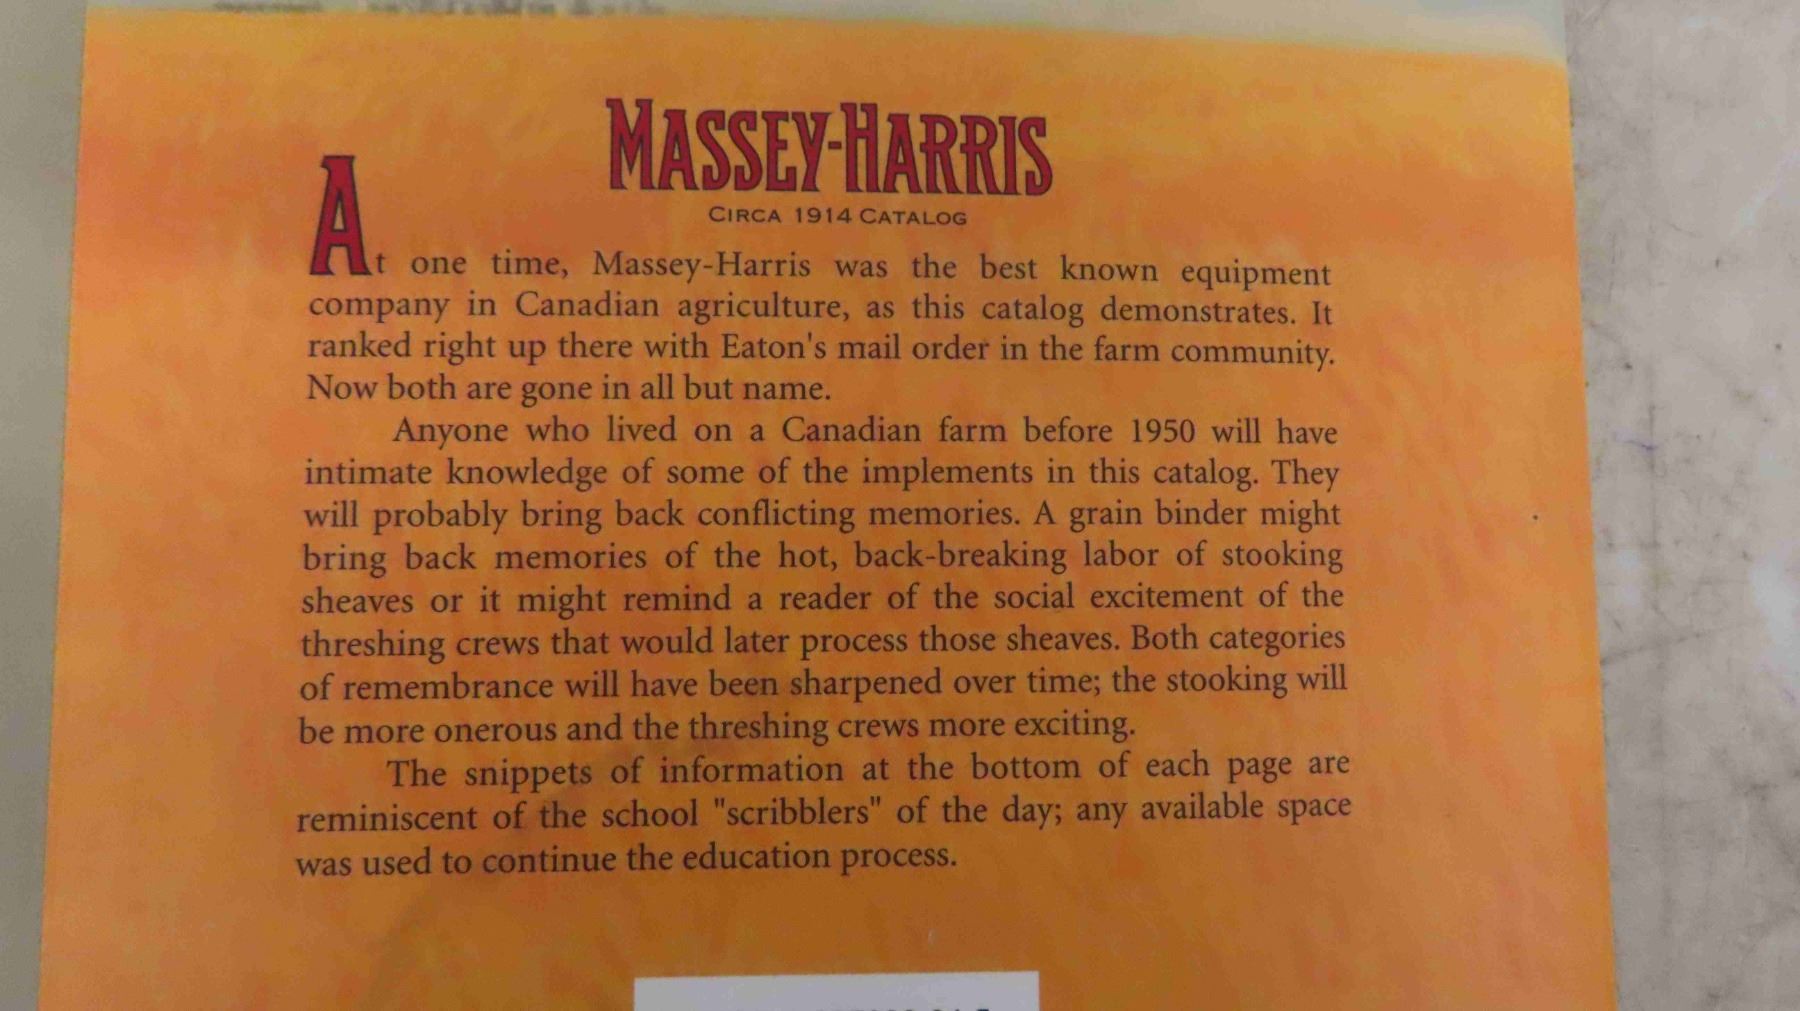 MASSEY-HARRIS
CIRCA 1914 CATALOG
At one time, Massey-Harris was the best known equipment
company in Canadian agriculture, as this catalog demonstrates. It
ranked right up there with Eaton's mail order in the farm community.
Now both are gone in all but name.
Anyone who lived on a Canadian farm before 1950 will have
intimate knowledge of some of the implements in this catalog. They
will probably bring back conflicting memories. A grain binder might
bring back memories of the hot, back-breaking labor of stooking
sheaves or it might remind a reader of the social excitement of the
threshing crews that would later process those sheaves. Both categories
of remembrance will have been sharpened over time; the stooking will
be more onerous and the threshing crews more exciting.
The snippets of information at the bottom of each page are
reminiscent of the school "scribblers" of the day; any available space
was used to continue the education process.